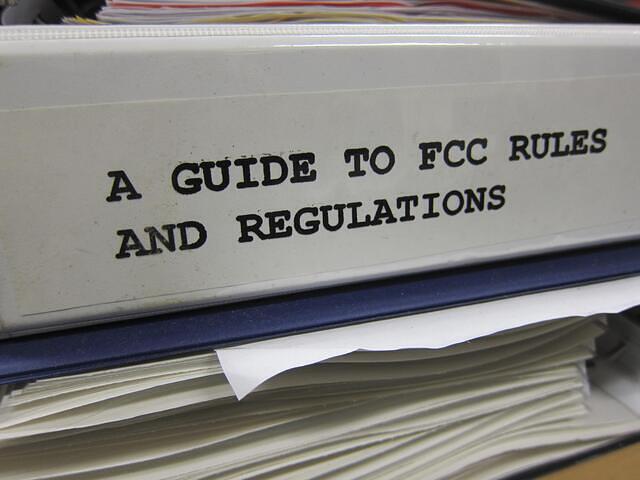 A GUIDE TO FCC RULES
AND REGULATIONS